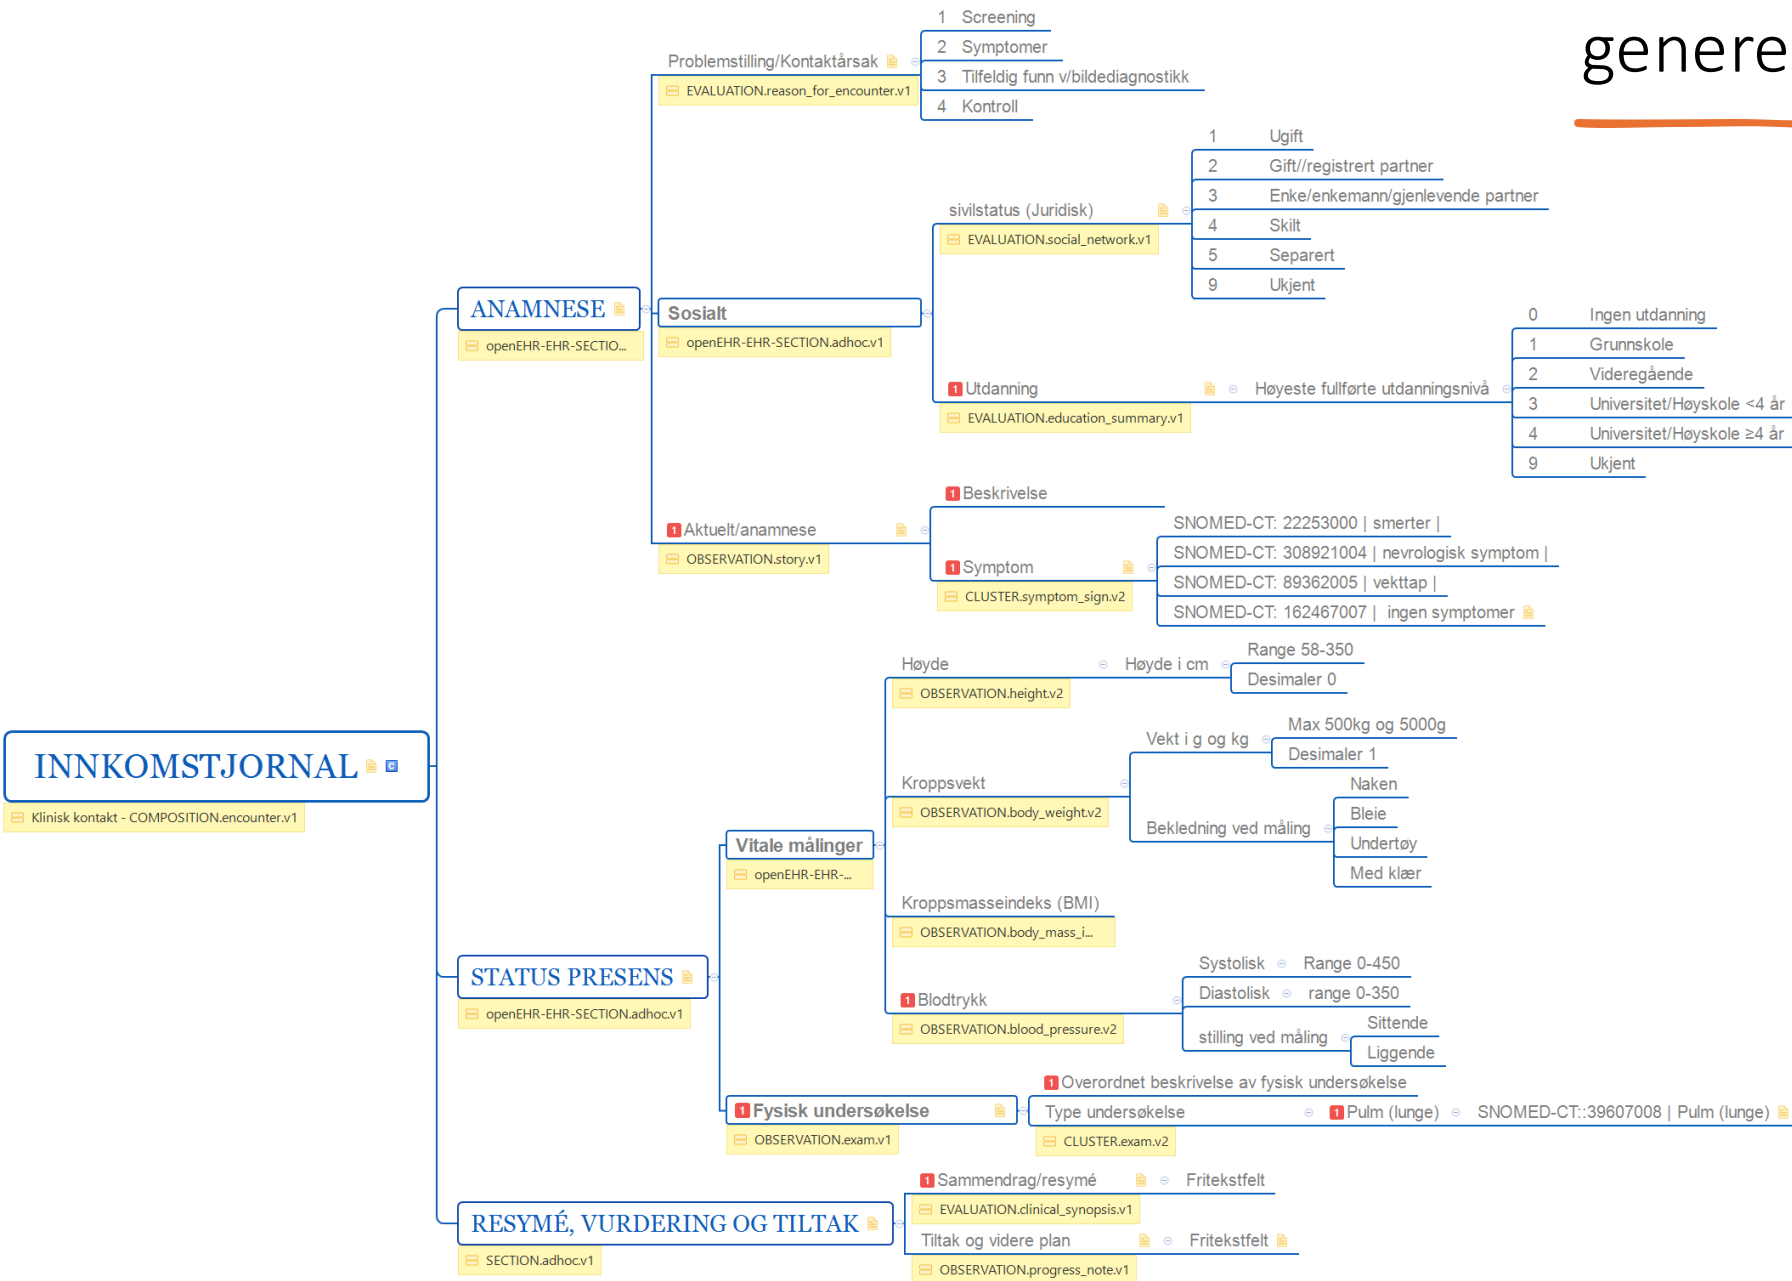 genere
1 Screening
2 Symptomer
3 Tilfeldig funn v/bildediagnostikk
4 Kontroll
Problemstilling/Kontaktårsak
EVALUATION.reason_for_encounter.v1
1 Ugift
2 Gift//registrert partner
3 Enke/enkemann/gjenlevende partner
4 Skilt
5 Separert
9 Ukjent
sivilstatus (Juridisk)
EVALUATION.social_network.v1
ANAMNESE
openEHR-EHR-SECTIO...
Sosialt
openEHR-EHR-SECTION.adhoc.v1
0 Ingen utdanning
1 Grunnskole
2 Videregående
3 Universitet/Høyskole <4 år
4 Universitet/Høyskole ≥4 år
9 Ukjent
1 Utdanning
Høyeste fullførte utdanningsnivå
EVALUATION.education_summary.v1
1 Beskrivelse
1 Aktuelt/anamnese
OBSERVATION.story.v1
1 Symptom
CLUSTER.symptom_sign.v2
SNOMED-CT: 22253000 | smerter |
SNOMED-CT: 308921004 | nevrologisk symptom |
SNOMED-CT: 89362005 | vekttap |
SNOMED-CT: 162467007 | ingen symptomer
INNKOMSTJORNAL C
Klinisk kontakt - COMPOSITION.encounter.v1
Høyde
OBSERVATION.height.v2
Høyde i cm
Range 58-350
Desimaler 0
Vekt i g og kg
Max 500kg og 5000g
Desimaler 1
Kroppsvekt
OBSERVATION.body_weight.v2
Bekledning ved måling
Naken
Bleie
Undertøy
Med klær
Vitale målinger
openEHR-EHR-...
Kroppsmasseindeks (BMI)
OBSERVATION.body_mass_i...
STATUS PRESENS
openEHR-EHR-SECTION.adhoc.v1
1 Blodtrykk
OBSERVATION.blood_pressure.v2
Systolisk
Range 0-450
Diastolisk
range 0-350
stilling ved måling
Sittende
Liggende
1 Fysisk undersøkelse
OBSERVATION.exam.v1
1 Overordnet beskrivelse av fysisk undersøkelse
Type undersøkelse
CLUSTER.exam.v2
1 Pulm (lunge)
SNOMED-CT::39607008 | Pulm (lunge)
RESYMÉ, VURDERING OG TILTAK
SECTION.adhoc.v1
1 Sammendrag/resymé
Fritekstfelt
EVALUATION.clinical_synopsis.v1
Tiltak og videre plan
Fritekstfelt
OBSERVATION.progress_note.v1